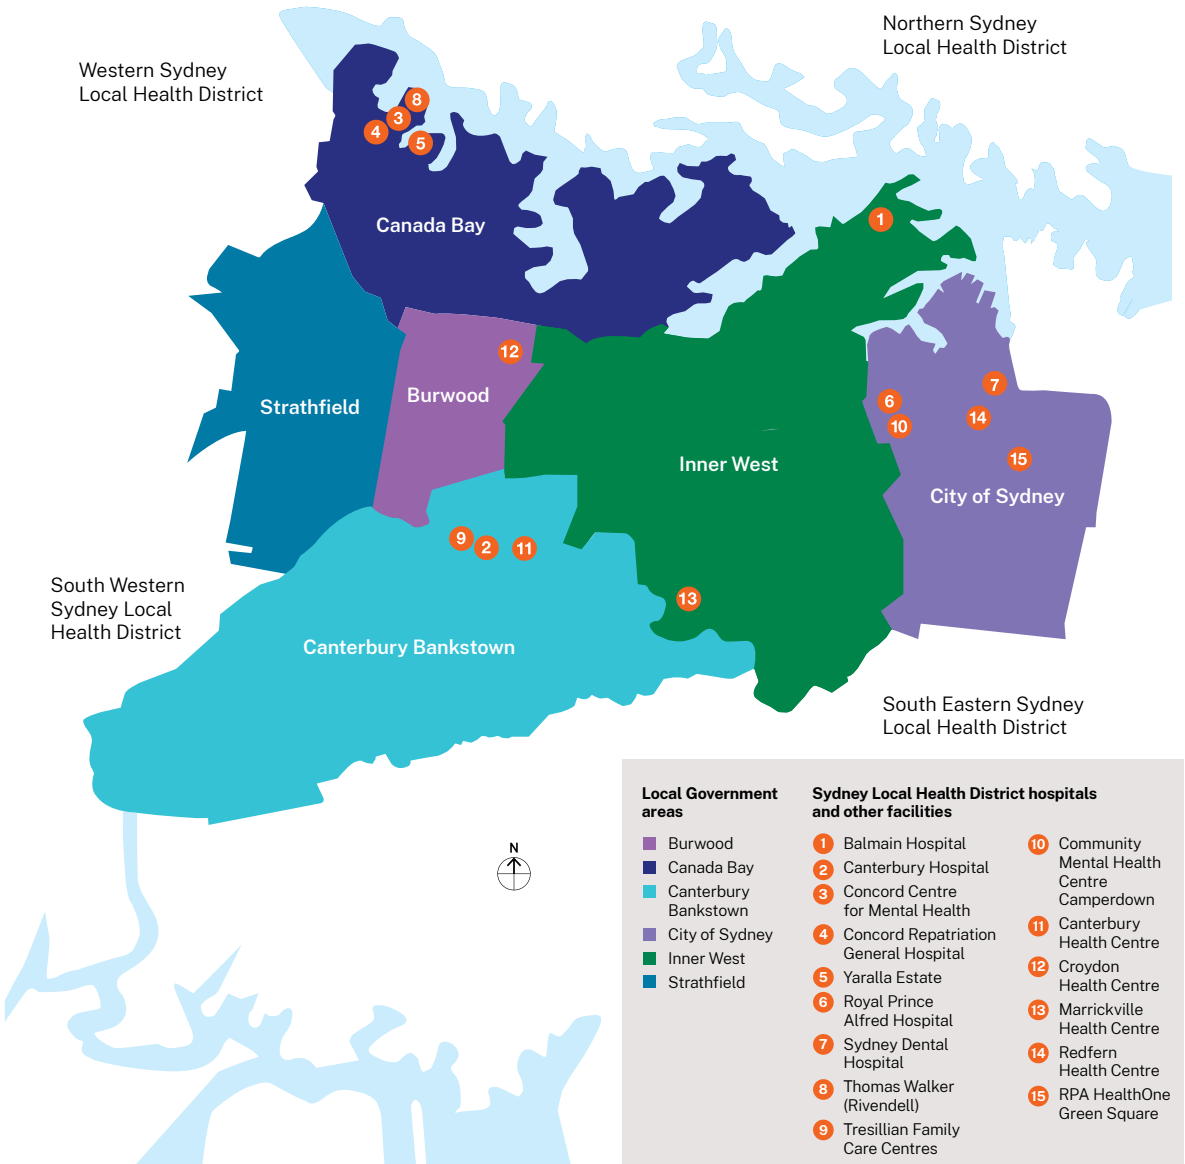 Northern Sydney
Local Health District
Western Sydney
Local Health District
8
3
4
5
1
Canada Bay
12
7
Burwood
6
Strathfield
14
10
15
Inner West
City of Sydney
9
2
11
South Western
Sydney Local
Health District
13
Canterbury Bankstown
South Eastern Sydney
Local Health District
N
Local Government
areas
Burwood
Canada Bay
Canterbury
Bankstown
City of Sydney
Inner West
Strathfield
Sydney Local Health District hospitals
and other facilities
1 Balmain Hospital
2 Canterbury Hospital
3 Concord Centre
for Mental Health
4 Concord Repatriation
General Hospital
5 Yaralla Estate
6 Royal Prince
Alfred Hospital
7 Sydney Dental
Hospital
8 Thomas Walker
(Rivendell)
9 Tresillian Family
Care Centres
10 Community
Mental Health
Centre
Camperdown
11 Canterbury
Health Centre
12 Croydon
Health Centre
13 Marrickville
Health Centre
14 Redfern
Health Centre
15 RPA HealthOne
Green Square